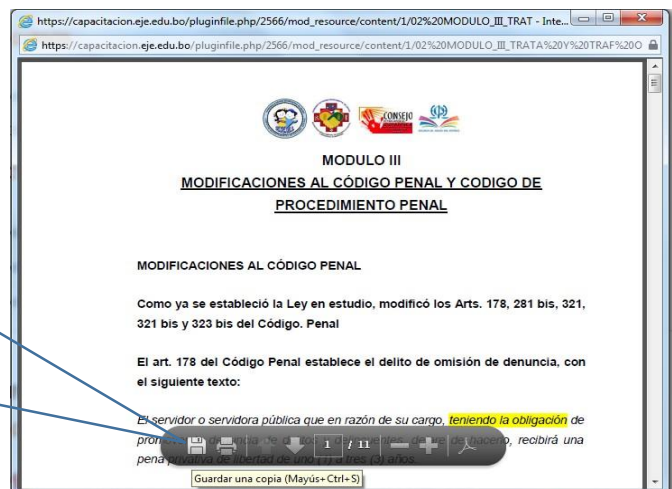 https://capacitacion.eje.edu.bo/pluginfile.php/2566/mod_resource/content/1/02%20MODULO_III_TRAT - Inte...
https://capacitacion.eje.edu.bo/pluginfile.php/2566/mod_resource/content/1/02%20MODULO_III_TRATA%20Y%20TRAF%20O
CONSEJO
MODULO III
MODIFICACIONES AL CÓDIGO PENAL Y CODIGO DE
PROCEDIMIENTO PENAL
MODIFICACIONES AL CÓDIGO PENAL
Como ya se estableció la Ley en estudio, modificó los Arts. 178, 281 bis, 321,
321 bis y 323 bis del Código. Penal
El art. 178 del Código Penal establece el delito de omisión de denuncia, con
el siguiente texto:
El servidor o servidora pública que en razón de su cargo, teniendo la obligación de
hacerlo, recibirá una
1 / 11
pena privativa de libertad de uno (1) a tres (3) años.
Guardar una copia (Mayús+Ctrl+S)